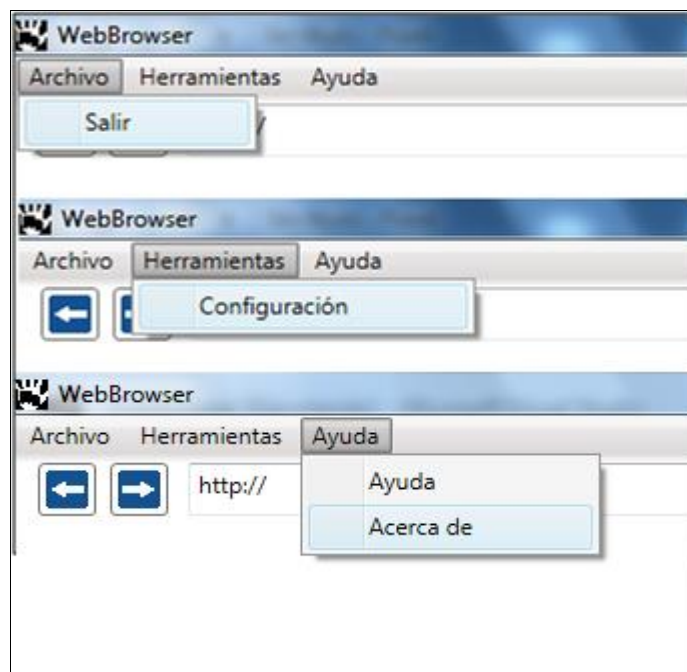 WebBrowser
Archivo Herramientas Ayuda
Salir
/
WebBrowser
Archivo Herramientas Ayuda
Configuración
WebBrowser
Archivo Herramientas Ayuda
http://
Ayuda
Acerca de